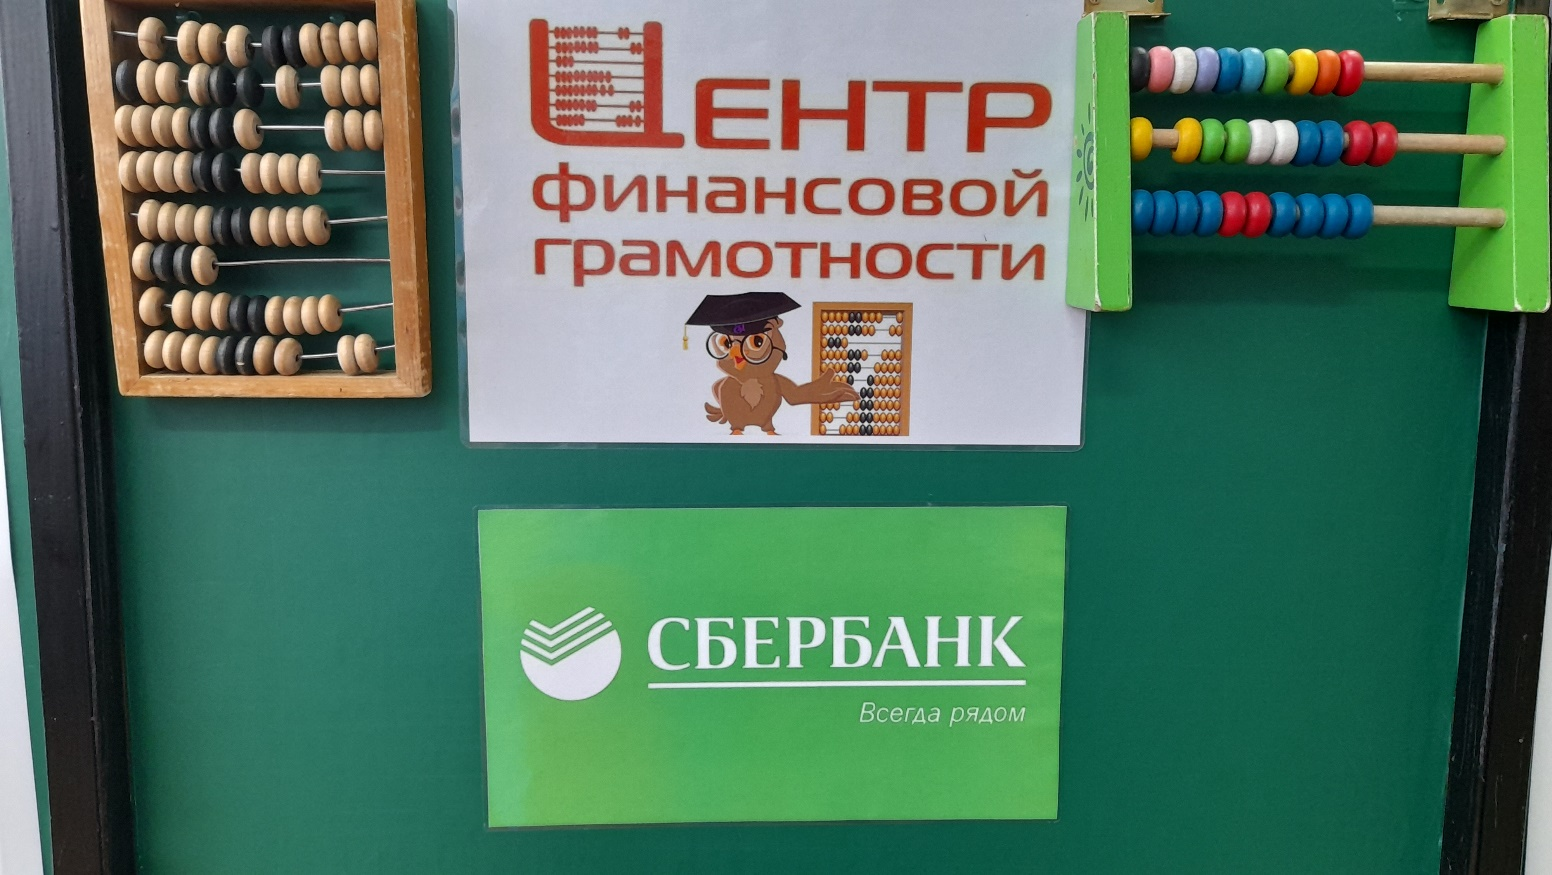 Центр
финансовой
грамотности
СБЕРБАНК
Всегда рядом